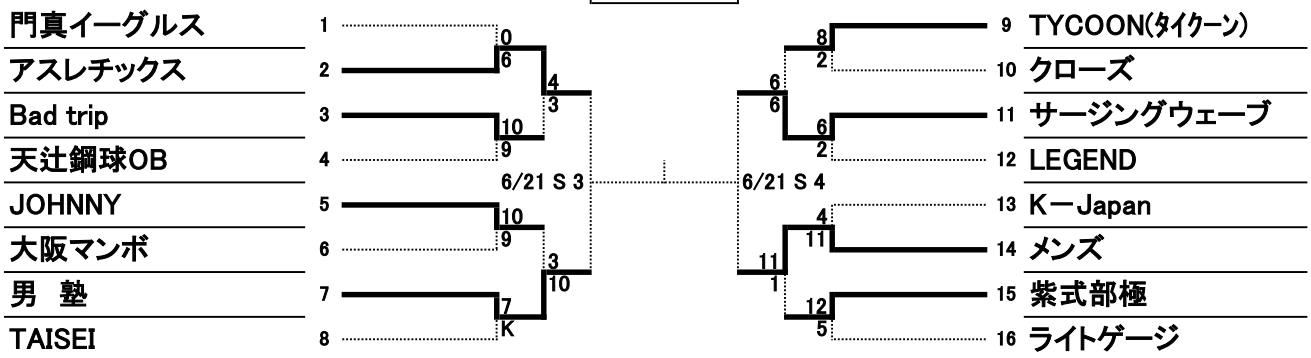 門真イーグルス 1
0
6
アスレチックス 2
4
3
Bad trip 3
10
9
天辻鋼球OB 4
6/21 S 3
JOHNNY 5
10
9
大阪マンボ 6
3
10
男 塾 7
7
K
TAISEI 8
9 TYCOON(ﾀｲｸｰﾝ)
8
2
10 クローズ
6
6
11 サージングウェーブ
6
2
12 LEGEND
6/21 S 4
13 K－Japan
4
11
14 メンズ
11
1
15 紫式部極
12
5
16 ライトゲージ